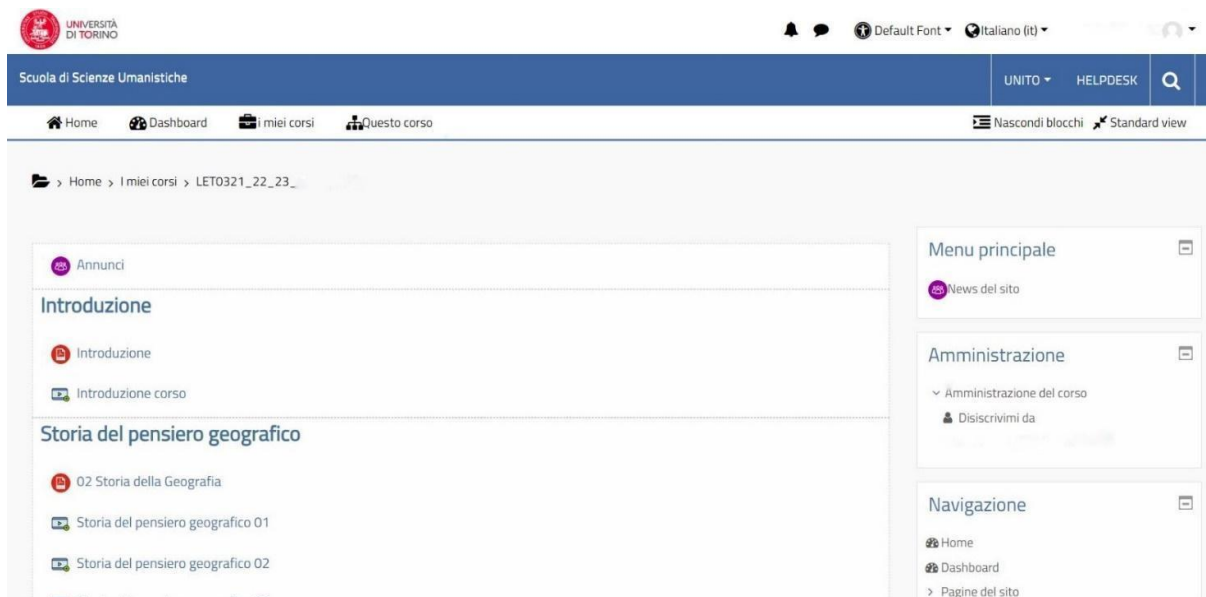 UNIVERSITÀ
DI TORINO
Default Font
Italiano (it)
Scuola di Scienze Umanistiche
UNITO
HELPDESK
Home
Dashboard
i miei corsi
Questo corso
Nascondi blocchi
Standard view
> Home > I miei corsi > LET0321_22_23_
Annunci
Introduzione
Introduzione
Introduzione corso
Storia del pensiero geografico
02 Storia della Geografia
Storia del pensiero geografico 01
Storia del pensiero geografico 02
Menu principale
News del sito
Amministrazione
Amministrazione del corso
Disiscrivimi da
Navigazione
Home
Dashboard
> Pagine del sito